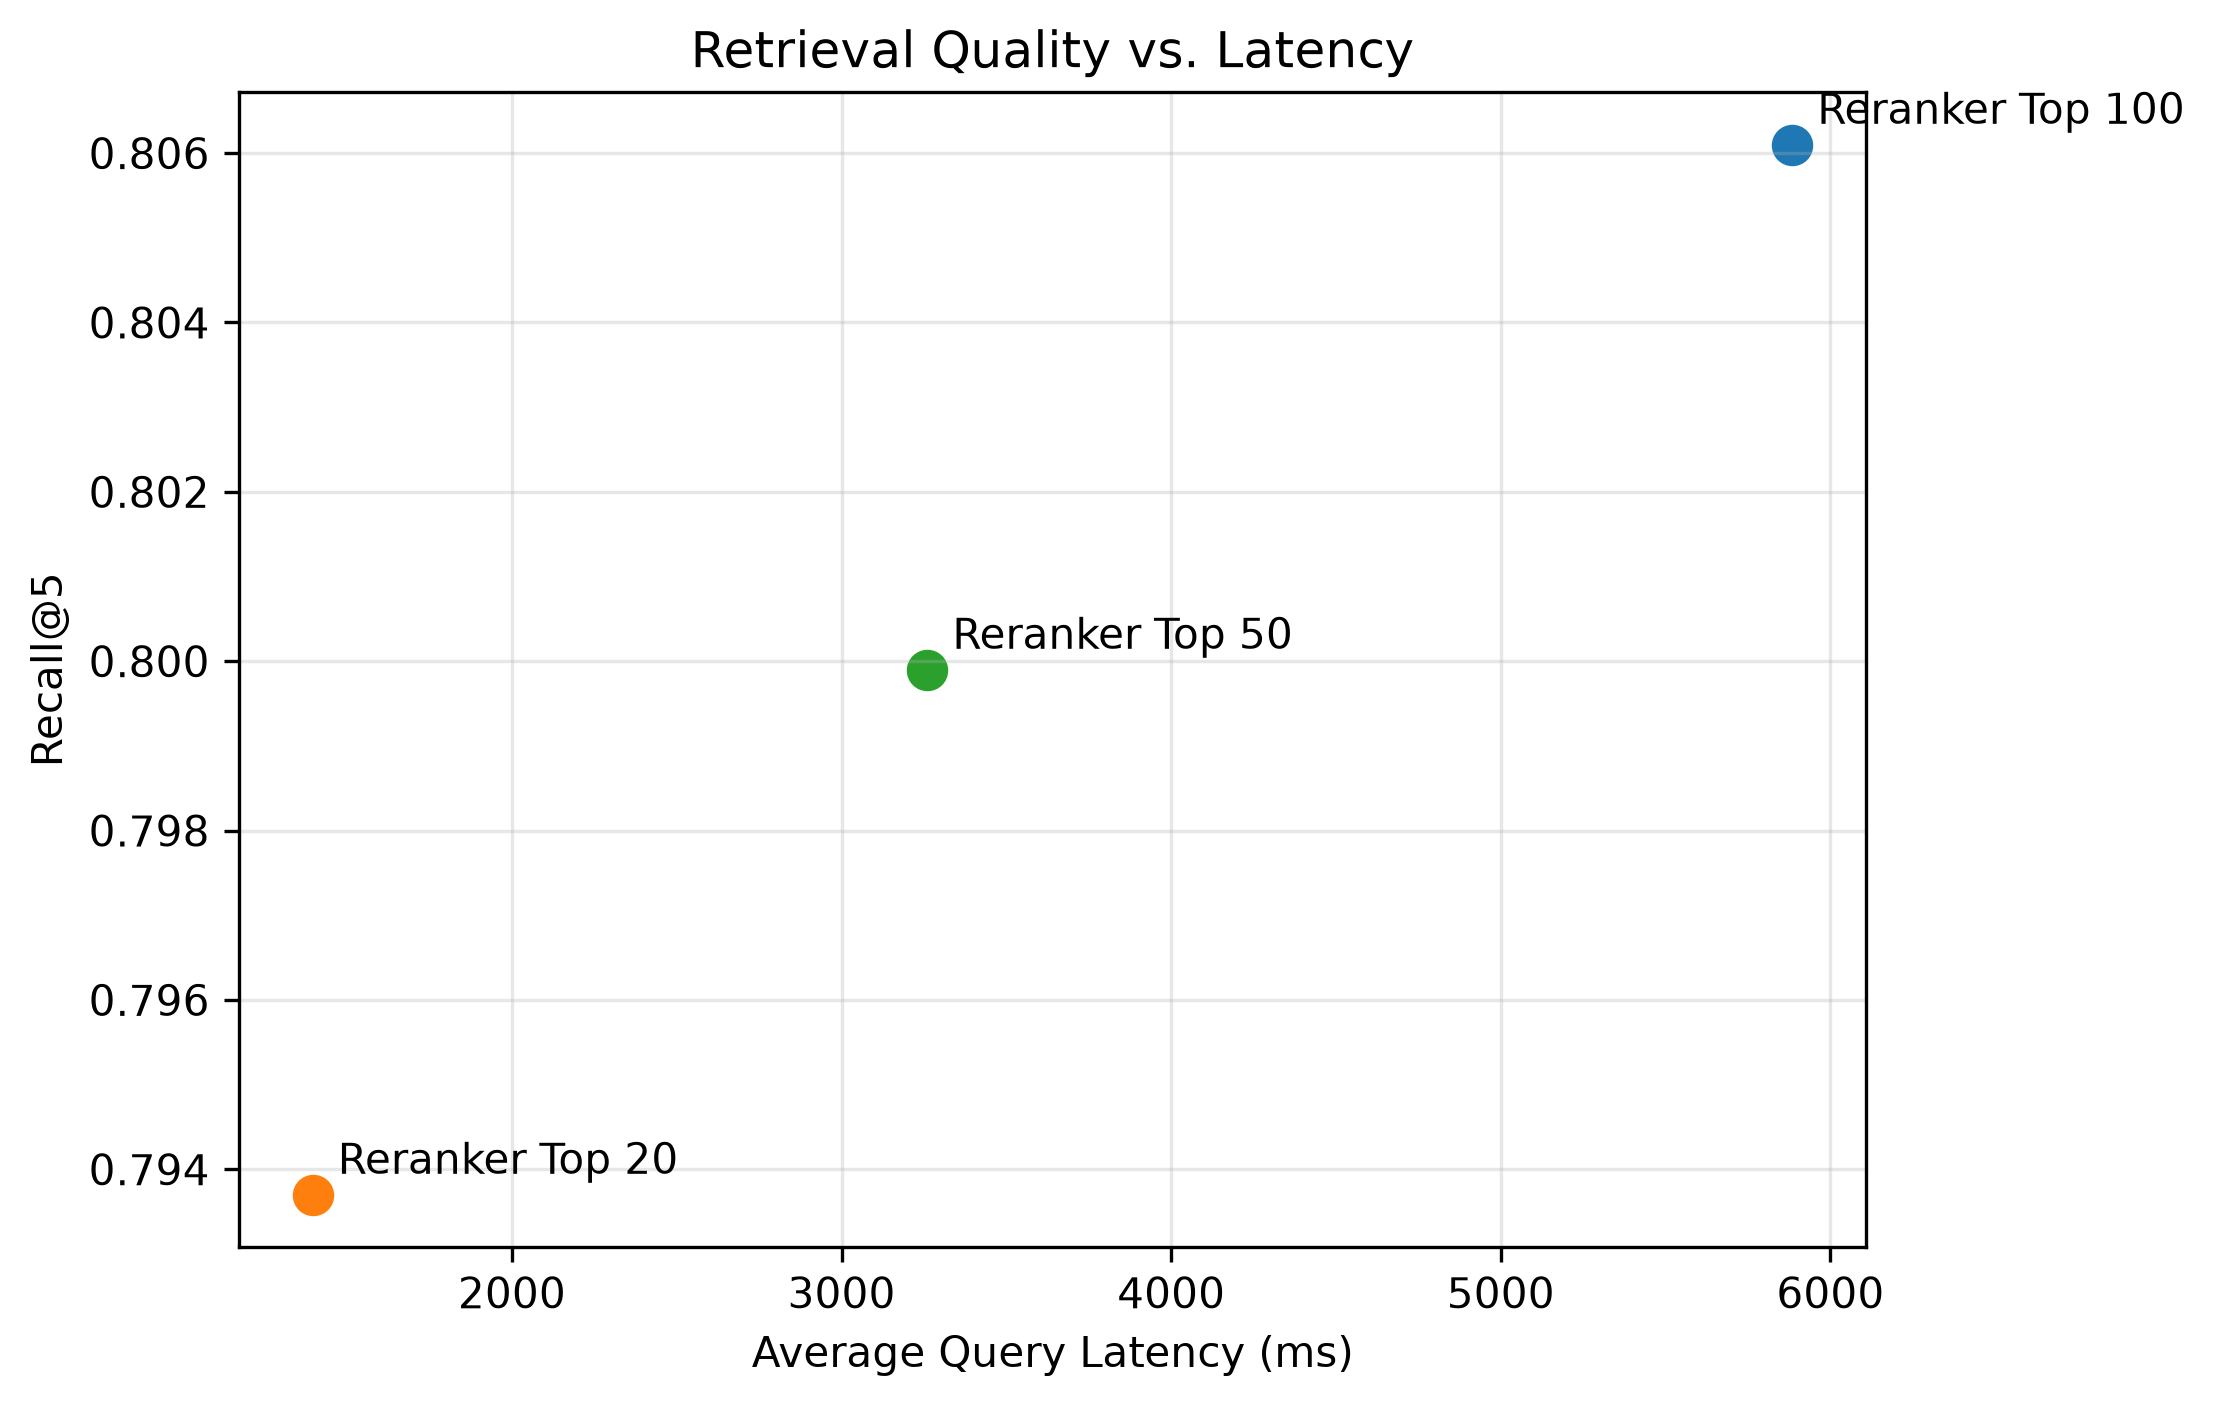 Retrieval Quality vs. Latency
Reranker Top 100
0.806
0.804
0.802
Reranker Top 50
0.800
Recall@5
0.798
0.796
Reranker Top 20
0.794
2000 3000 4000 5000 6000
Average Query Latency (ms)